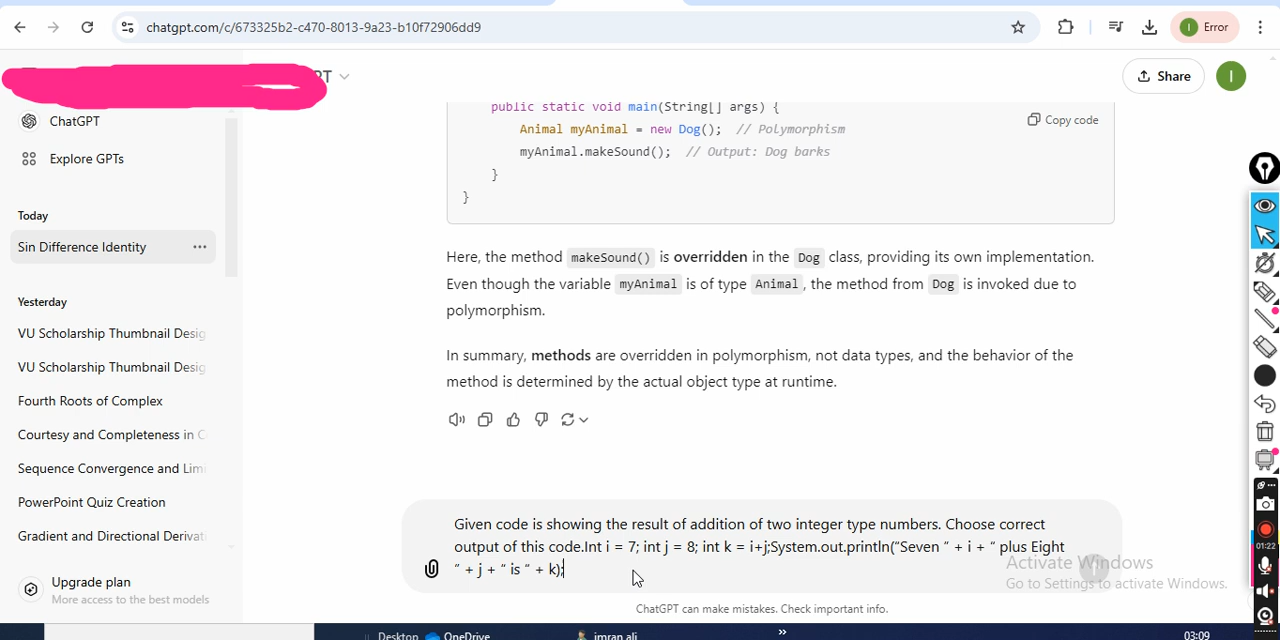 chatgpt.com/c/673325b2-c470-8013-9a23-b10f72906dd9
I
Error
PT
Share
I
ChatGPT
Explore GPTs
Today
Sin Difference Identity
Yesterday
VU Scholarship Thumbnail Desig
VU Scholarship Thumbnail Desig
Fourth Roots of Complex
Courtesy and Completeness in C
Sequence Convergence and Lim
PowerPoint Quiz Creation
Gradient and Directional Derivat
Upgrade plan
More access to the best models
Copy code
public static void main(String[] args) {
Animal myAnimal = new Dog(); // Polymorphism
myAnimal.makeSound(); // Output: Dog barks
}
}
Here, the method makeSound() is overridden in the Dog class, providing its own implementation.
Even though the variable myAnimal is of type Animal, the method from Dog is invoked due to
polymorphism.
In summary, methods are overridden in polymorphism, not data types, and the behavior of the
method is determined by the actual object type at runtime.
Given code is showing the result of addition of two integer type numbers. Choose correct
output of this code.Int i = 7; int j = 8; int k = i+j;System.out.println(“Seven “ + i + “ plus Eight
“ + j + “ is “ + k);
Activate Windows
Go to Settings to activate Windows.
ChatGPT can make mistakes. Check important info.
01:22
Desktop
OneDrive
imran ali
»
03:09